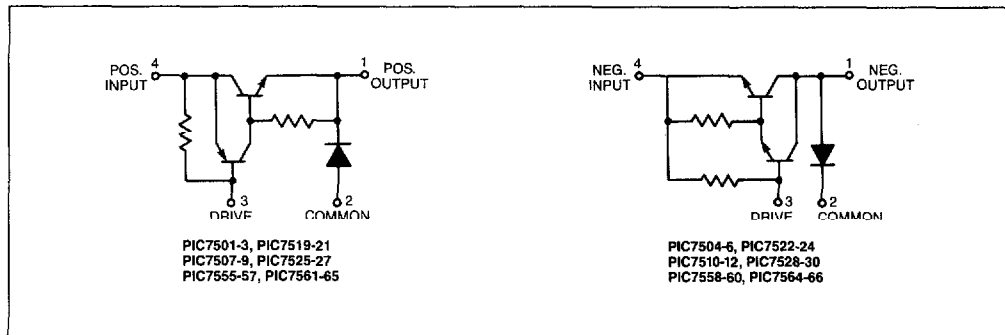 POS. INPUT
4
1
POS. OUTPUT
3
DRIVE
2
COMMON
PIC7501-3, PIC7519-21
PIC7507-9, PIC7525-27
PIC7555-57, PIC7561-65
NEG. INPUT
4
1
NEG. OUTPUT
3
DRIVE
2
COMMON
PIC7504-6, PIC7522-24
PIC7510-12, PIC7528-30
PIC7558-60, PIC7564-66